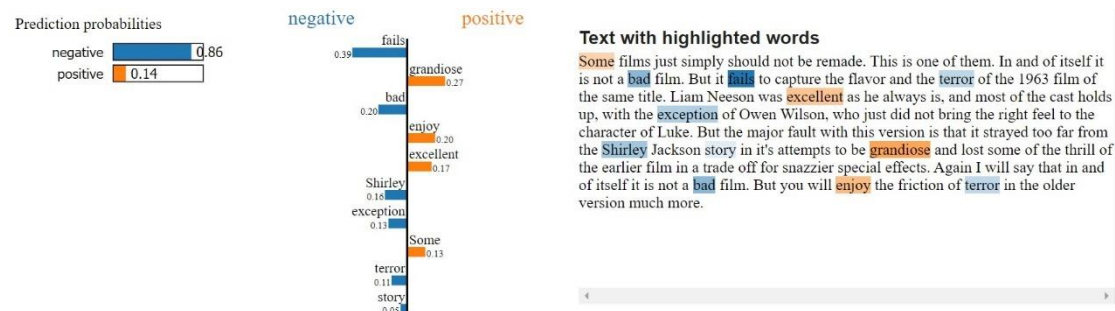 Prediction probabilities
negative 0.86
positive 0.14
negative positive
fails
0.39
grandiose
0.27
bad
0.20
enjoy
0.20
excellent
0.17
Shirley
0.16
exception
0.13
Some
0.13
terror
0.11
story
0.05
Text with highlighted words
Some films just simply should not be remade. This is one of them. In and of itself it
is not a bad film. But it fails to capture the flavor and the terror of the 1963 film of
the same title. Liam Neeson was excellent as he always is, and most of the cast holds
up, with the exception of Owen Wilson, who just did not bring the right feel to the
character of Luke. But the major fault with this version is that it strayed too far from
the Shirley Jackson story in it's attempts to be grandiose and lost some of the thrill of
the earlier film in a trade off for snazzier special effects. Again I will say that in and
of itself it is not a bad film. But you will enjoy the friction of terror in the older
version much more.